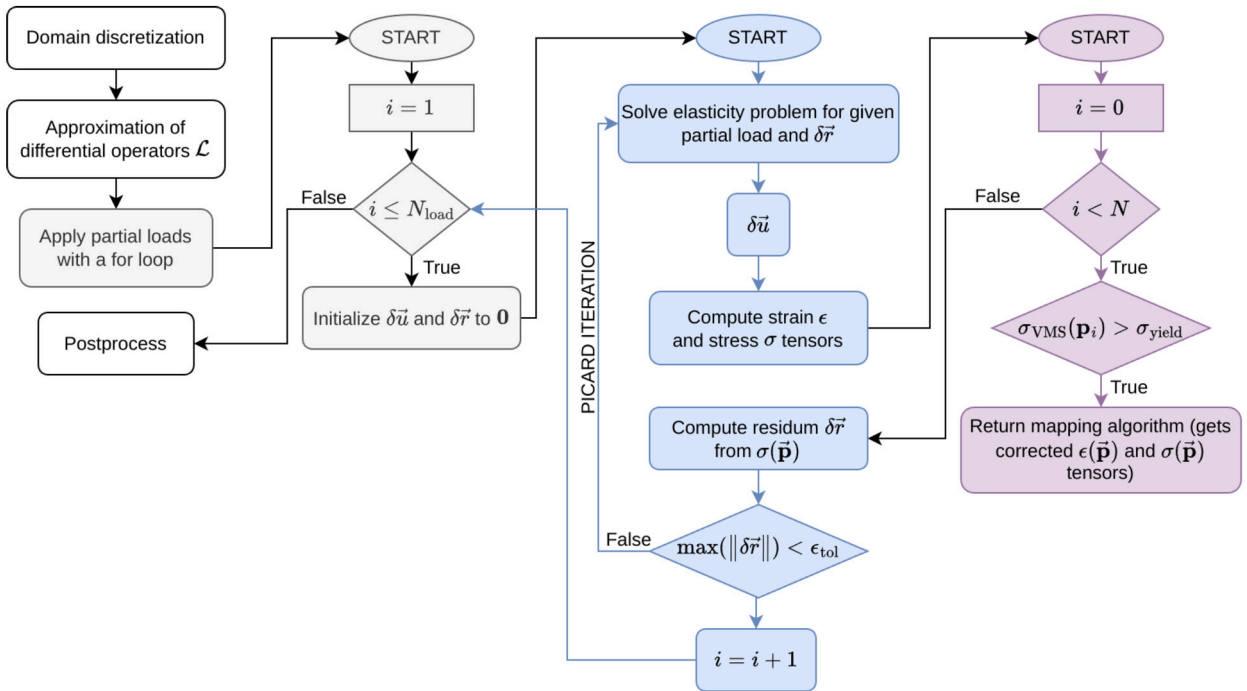 Domain discretization
Approximation of
differential operators 𝓛
Apply partial loads
with a for loop
Postprocess
START
i = 1
i ≤ N_load
False
True
Initialize δu⃗ and δr⃗ to 𝟎
START
Solve elasticity problem for given
partial load and δr⃗
δu⃗
Compute strain ϵ
and stress σ tensors
PICARD ITERATION
Compute residum δr⃗
from σ(𝐩⃗)
max(‖δr⃗‖) < ϵ_tol
False
i = i + 1
START
i = 0
i < N
False
True
σ_VMS(𝐩_i) > σ_yield
True
Return mapping algorithm (gets
corrected ϵ(𝐩⃗) and σ(𝐩⃗)
tensors)